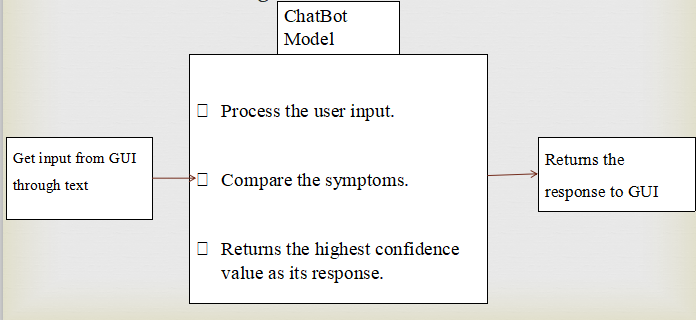 ChatBot
Model
Process the user input.
Get input from GUI
through text
Compare the symptoms.
Returns the highest confidence
value as its response.
Returns the
response to GUI